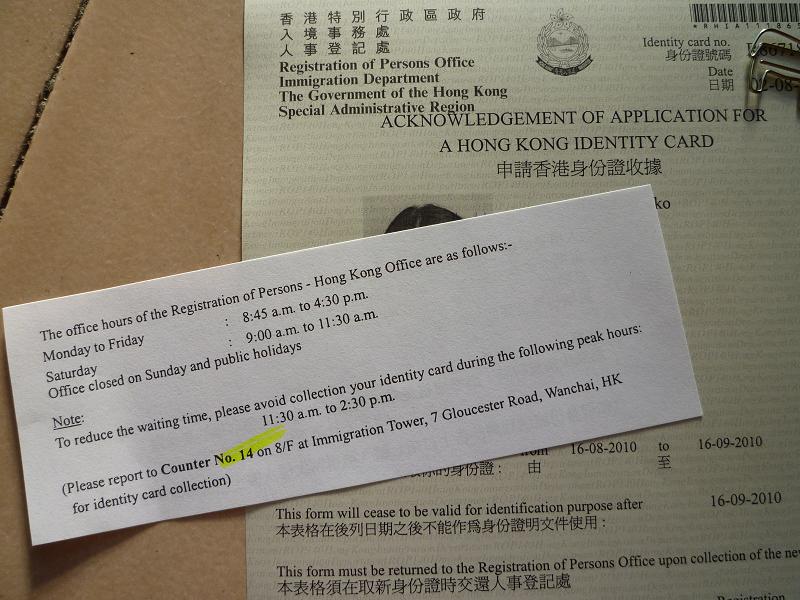 香港特別行政區政府
入境事務處
人事登記處
Registration of Persons Office
Immigration Department
The Government of the Hong Kong
Special Administrative Region
Identity card no.
身份證號碼
Date
日期
ACKNOWLEDGEMENT OF APPLICATION FOR
A HONG KONG IDENTITY CARD
申請香港身份證收據
ko
The office hours of the Registration of Persons - Hong Kong Office are as follows:-
Monday to Friday : 8:45 a.m. to 4:30 p.m.
Saturday : 9:00 a.m. to 11:30 a.m.
Office closed on Sunday and public holidays
Note:
To reduce the waiting time, please avoid collection your identity card during the following peak hours:
11:30 a.m. to 2:30 p.m.
(Please report to Counter No. 14 on 8/F at Immigration Tower, 7 Gloucester Road, Wanchai, HK
for identity card collection)
from 16-08-2010 to 16-09-2010
你的身份證： 由 至
This form will cease to be valid for identification purpose after 16-09-2010
本表格在後列日期之後不能作爲身份證明文件使用：
This form must be returned to the Registration of Persons Office upon collection of the new
本表格須在取新身份證時交還人事登記處
Registration